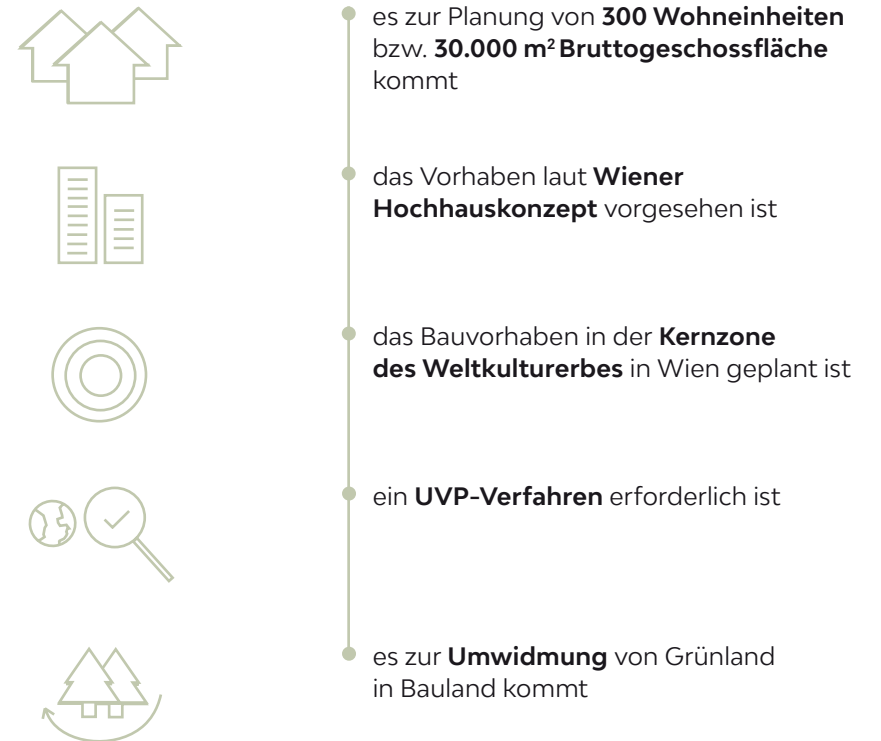 es zur Planung von 300 Wohneinheiten
bzw. 30.000 m² Bruttogeschossfläche
kommt
das Vorhaben laut Wiener
Hochhauskonzept vorgesehen ist
das Bauvorhaben in der Kernzone
des Weltkulturerbes in Wien geplant ist
ein UVP-Verfahren erforderlich ist
es zur Umwidmung von Grünland
in Bauland kommt